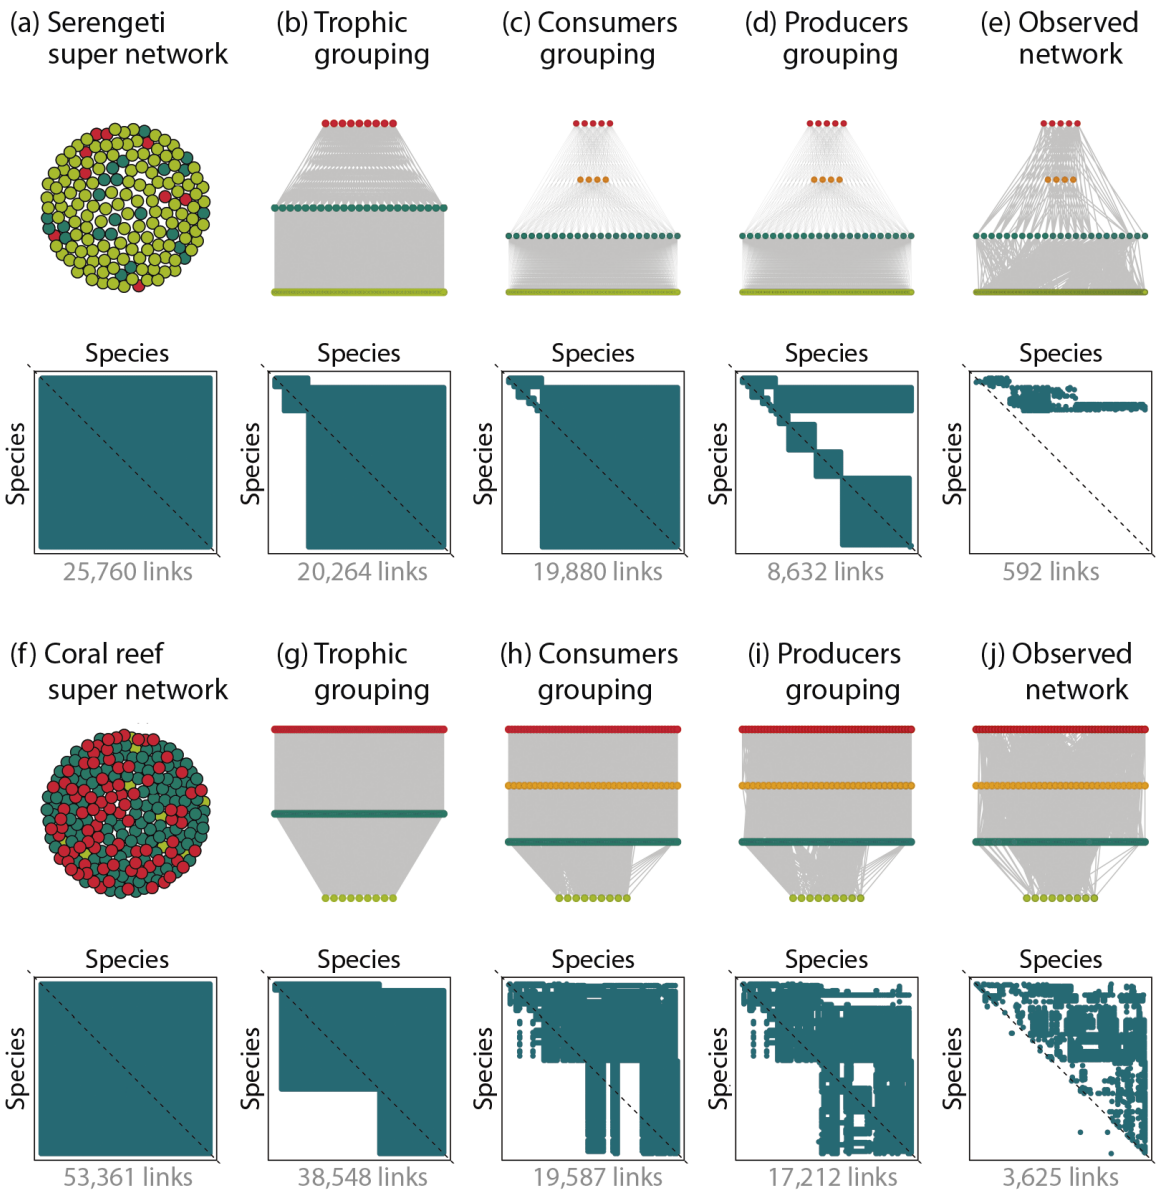 (a) Serengeti
super network
(b) Trophic
grouping
(c) Consumers
grouping
(d) Producers
grouping
(e) Observed
network
Species
Species
Species
Species
Species
Species
Species
Species
Species
Species
25,760 links
20,264 links
19,880 links
8,632 links
592 links
(f) Coral reef
super network
(g) Trophic
grouping
(h) Consumers
grouping
(i) Producers
grouping
(j) Observed
network
Species
Species
Species
Species
Species
Species
Species
Species
Species
Species
53,361 links
38,548 links
19,587 links
17,212 links
3,625 links